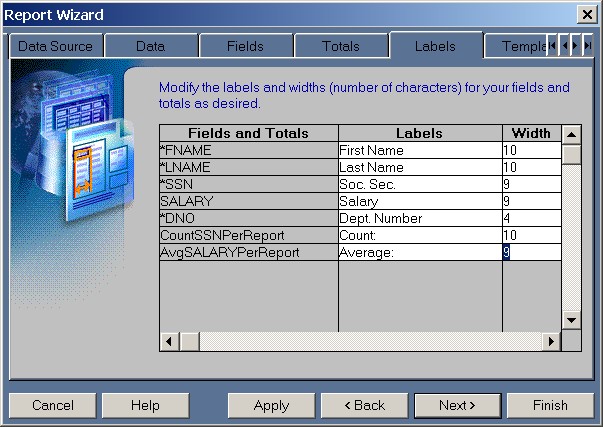 Report Wizard
Data Source Data Fields Totals Labels Templa
Modify the labels and widths (number of characters) for your fields and
totals as desired.
Fields and Totals Labels Width
*FNAME First Name 10
*LNAME Last Name 10
*SSN Soc. Sec. 9
SALARY Salary 9
*DNO Dept. Number 4
CountSSNPerReport Count: 10
AvgSALARYPerReport Average: 9
Cancel Help Apply < Back Next > Finish